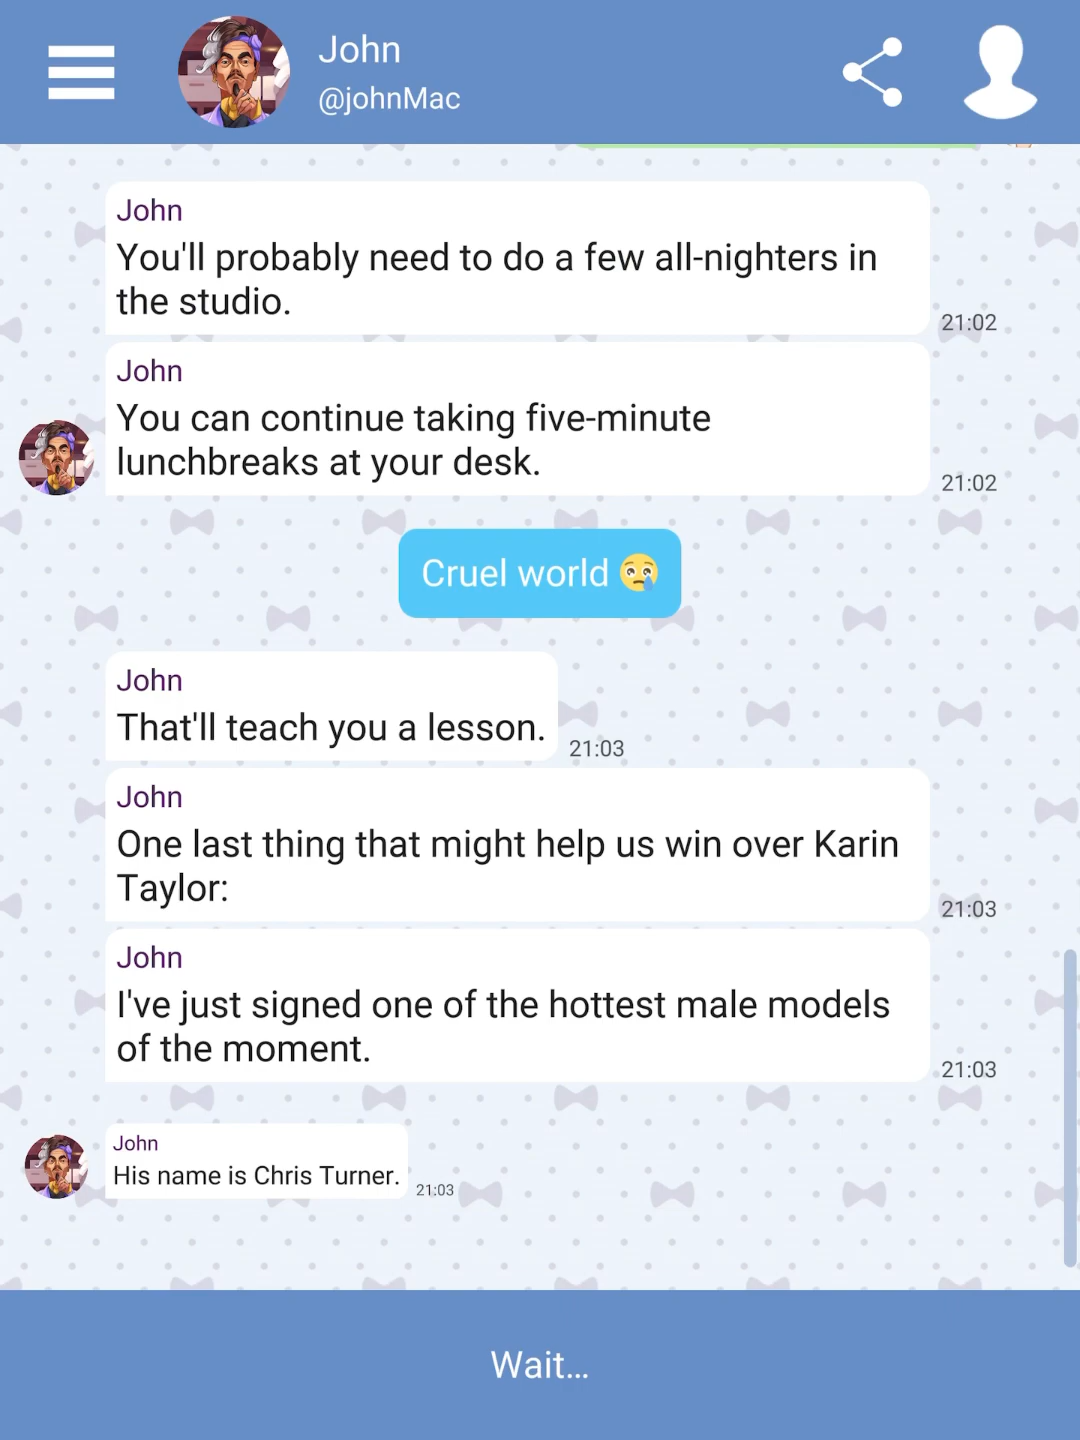 John
@johnMac
John
You'll probably need to do a few all-nighters in
the studio.
21:02
John
You can continue taking five-minute
lunchbreaks at your desk.
21:02
Cruel world 😢
John
That'll teach you a lesson.
21:03
John
One last thing that might help us win over Karin
Taylor:
21:03
John
I've just signed one of the hottest male models
of the moment.
21:03
John
His name is Chris Turner.
21:03
Wait...